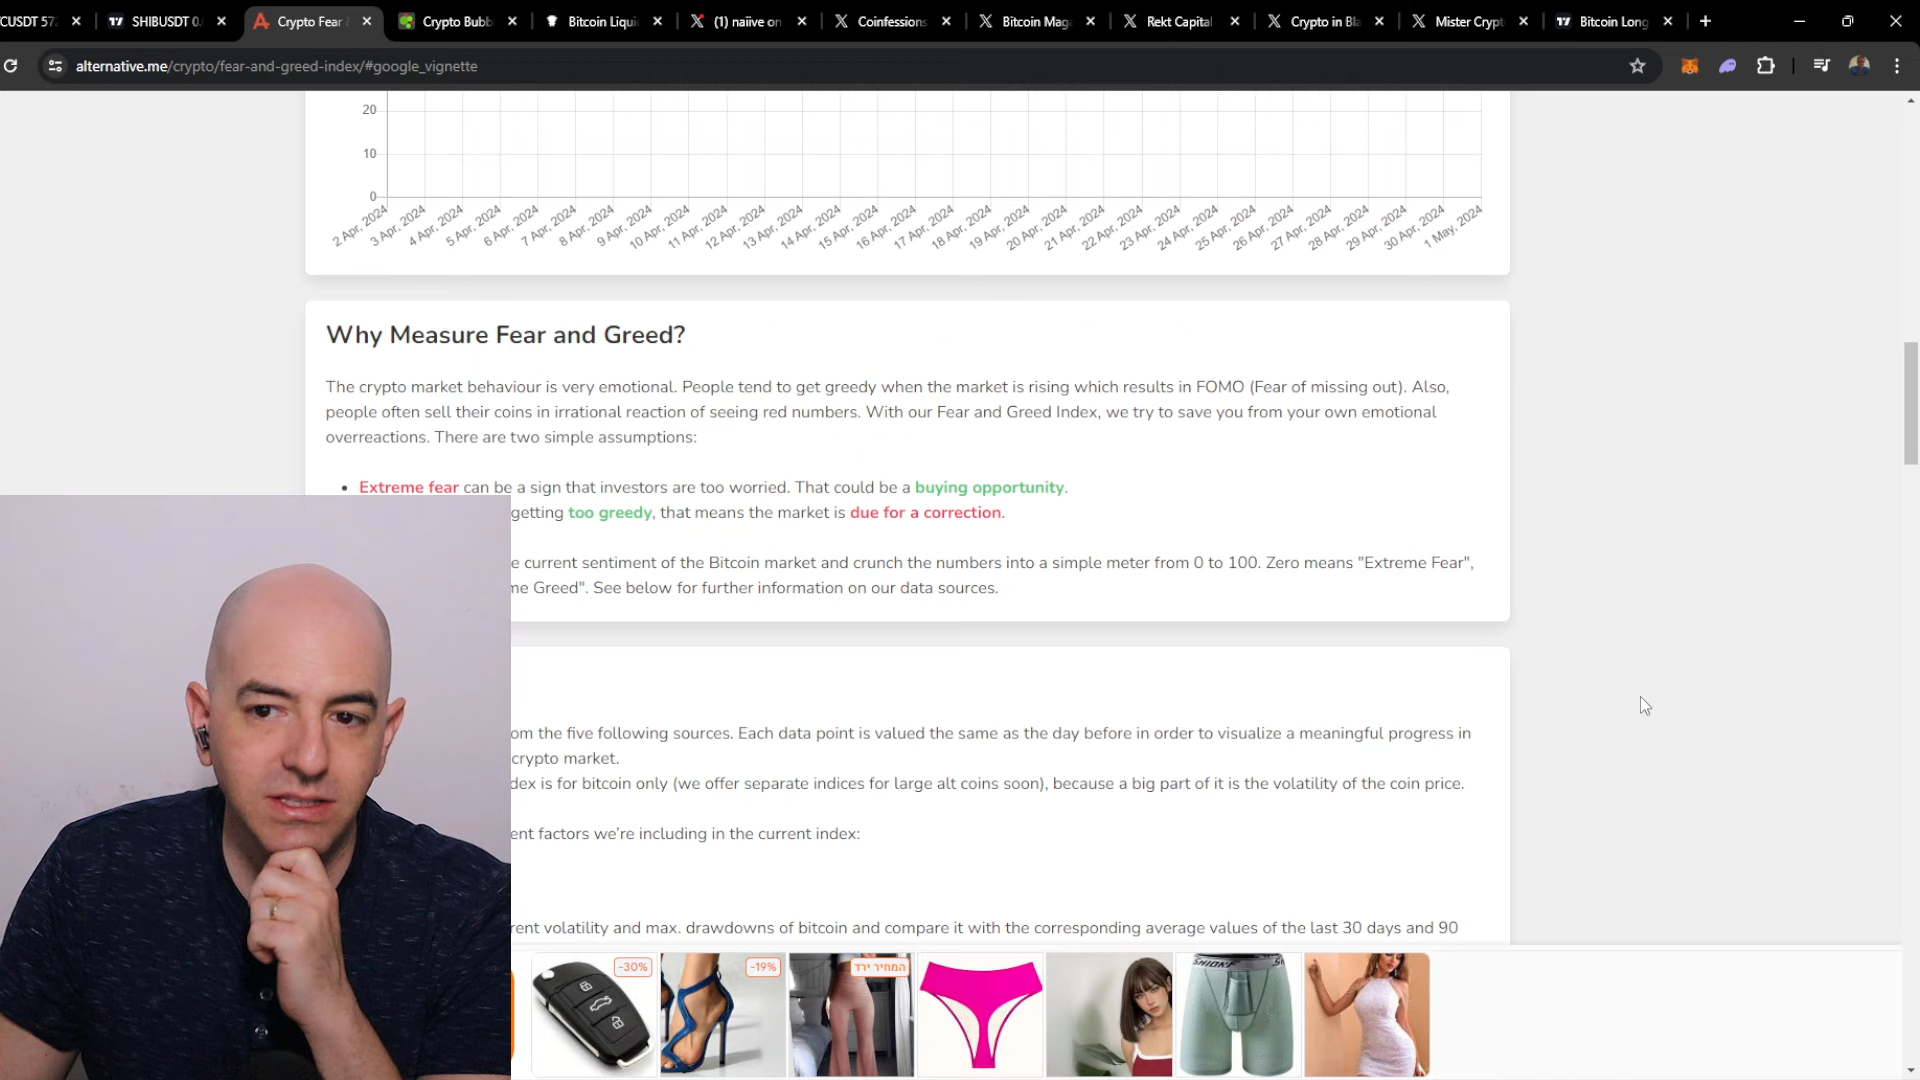 CUSDT 572
SHIBUSDT 0.
Crypto Fear
Crypto Bubb
Bitcoin Liqui
(1) naiive on
Coinfessions
Bitcoin Mag
Rekt Capital
Crypto in Bla
Mister Crypt
Bitcoin Long
alternative.me/crypto/fear-and-greed-index/#google_vignette
20
10
0
2 Apr, 2024
3 Apr, 2024
4 Apr, 2024
5 Apr, 2024
6 Apr, 2024
7 Apr, 2024
8 Apr, 2024
9 Apr, 2024
10 Apr, 2024
11 Apr, 2024
12 Apr, 2024
13 Apr, 2024
14 Apr, 2024
15 Apr, 2024
16 Apr, 2024
17 Apr, 2024
18 Apr, 2024
19 Apr, 2024
20 Apr, 2024
21 Apr, 2024
22 Apr, 2024
23 Apr, 2024
24 Apr, 2024
25 Apr, 2024
26 Apr, 2024
27 Apr, 2024
28 Apr, 2024
29 Apr, 2024
30 Apr, 2024
1 May, 2024
Why Measure Fear and Greed?
The crypto market behaviour is very emotional. People tend to get greedy when the market is rising which results in FOMO (Fear of missing out). Also,
people often sell their coins in irrational reaction of seeing red numbers. With our Fear and Greed Index, we try to save you from your own emotional
overreactions. There are two simple assumptions:
• Extreme fear can be a sign that investors are too worried. That could be a buying opportunity.
getting too greedy, that means the market is due for a correction.
e current sentiment of the Bitcoin market and crunch the numbers into a simple meter from 0 to 100. Zero means "Extreme Fear",
me Greed". See below for further information on our data sources.
om the five following sources. Each data point is valued the same as the day before in order to visualize a meaningful progress in
crypto market.
dex is for bitcoin only (we offer separate indices for large alt coins soon), because a big part of it is the volatility of the coin price.
ent factors we're including in the current index:
rent volatility and max. drawdowns of bitcoin and compare it with the corresponding average values of the last 30 days and 90
-30%
-19%
המחיר ירד